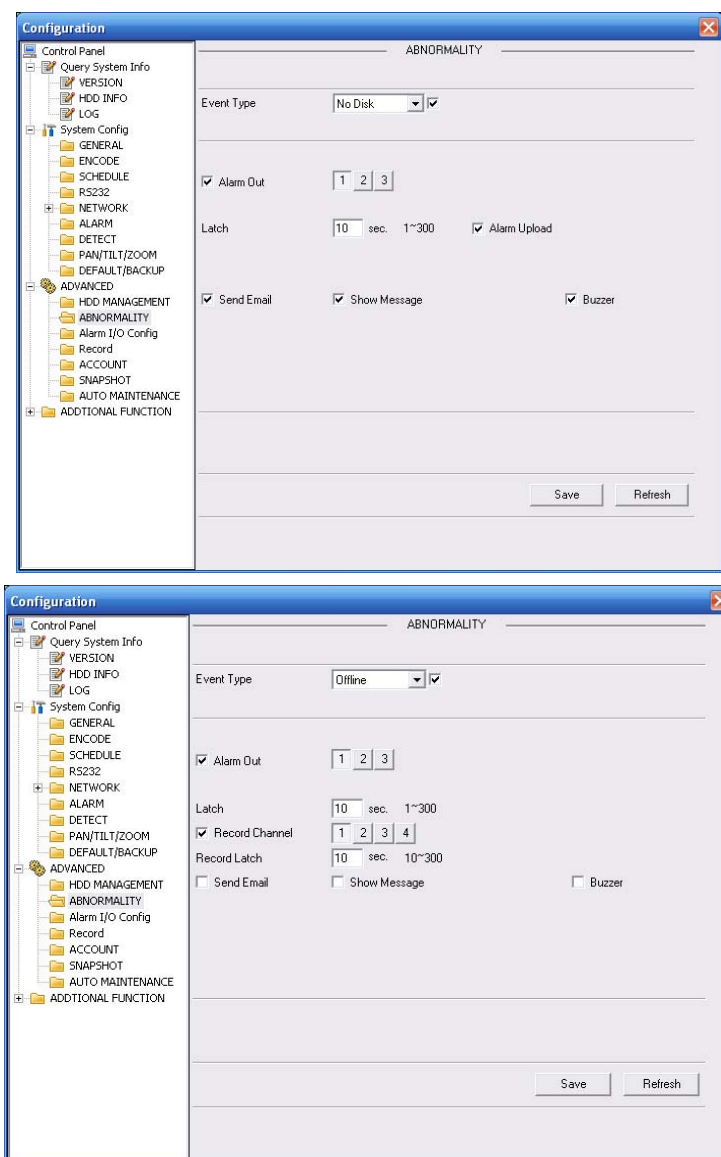 Configuration
Control Panel
Query System Info
VERSION
HDD INFO
LOG
System Config
GENERAL
ENCODE
SCHEDULE
RS232
NETWORK
ALARM
DETECT
PAN/TILT/ZOOM
DEFAULT/BACKUP
ADVANCED
HDD MANAGEMENT
ABNORMALITY
Alarm I/O Config
Record
ACCOUNT
SNAPSHOT
AUTO MAINTENANCE
ADDTIONAL FUNCTION
ABNORMALITY
Event Type No Disk
Alarm Out 1 2 3
Latch 10 sec. 1~300 Alarm Upload
Send Email Show Message Buzzer
Save Refresh
Configuration
Control Panel
Query System Info
VERSION
HDD INFO
LOG
System Config
GENERAL
ENCODE
SCHEDULE
RS232
NETWORK
ALARM
DETECT
PAN/TILT/ZOOM
DEFAULT/BACKUP
ADVANCED
HDD MANAGEMENT
ABNORMALITY
Alarm I/O Config
Record
ACCOUNT
SNAPSHOT
AUTO MAINTENANCE
ADDTIONAL FUNCTION
ABNORMALITY
Event Type Offline
Alarm Out 1 2 3
Latch 10 sec. 1~300
Record Channel 1 2 3 4
Record Latch 10 sec. 10~300
Send Email Show Message Buzzer
Save Refresh